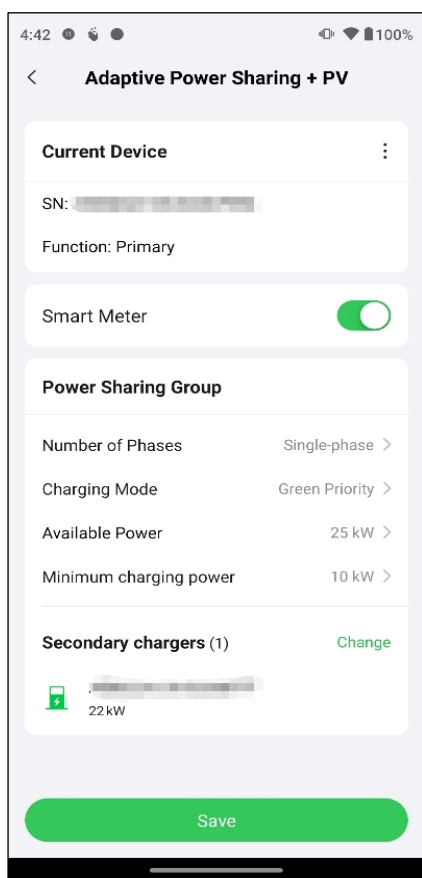 4:42
100%
Adaptive Power Sharing + PV
Current Device
SN:
Function: Primary
Smart Meter
Power Sharing Group
Number of Phases Single-phase
Charging Mode Green Priority
Available Power 25 kW
Minimum charging power 10 kW
Secondary chargers (1) Change
22kW
Save